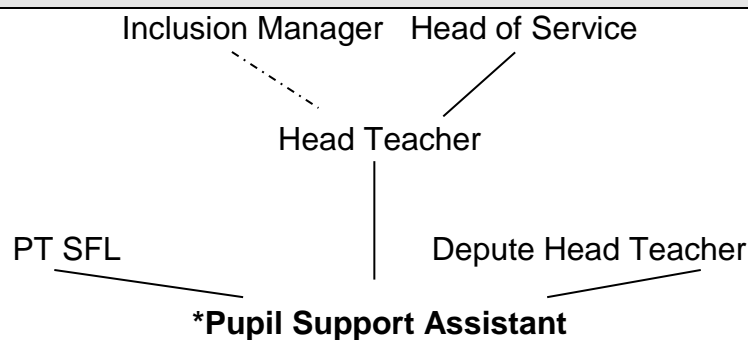 Inclusion Manager Head of Service
Head Teacher
PT SFL Depute Head Teacher
*Pupil Support Assistant